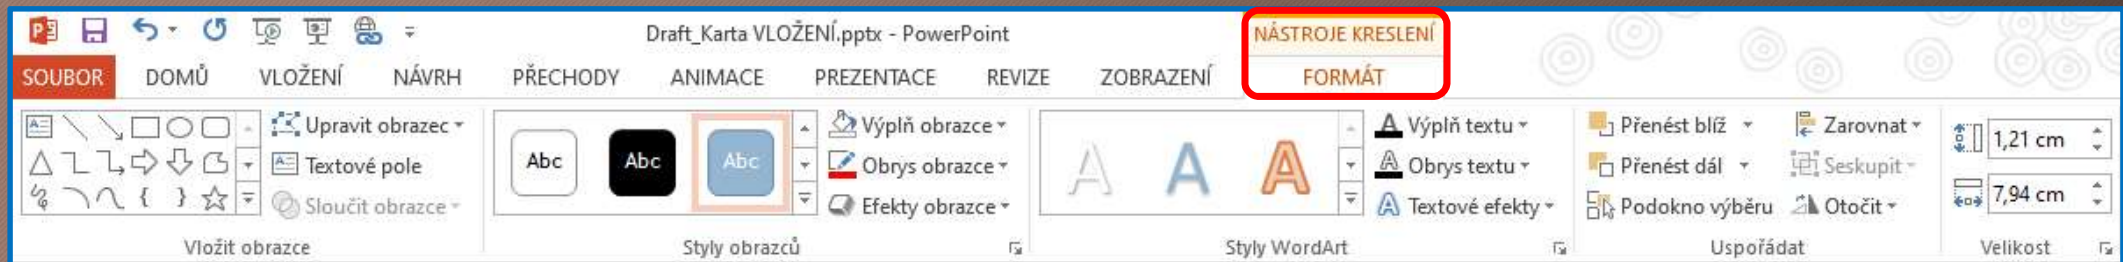 Draft_Karta VLOŽENÍ.pptx - PowerPoint
NÁSTROJE KRESLENÍ
SOUBOR DOMŮ VLOŽENÍ NÁVRH PŘECHODY ANIMACE PREZENTACE REVIZE ZOBRAZENÍ FORMÁT
Upravit obrazec
Textové pole
Sloučit obrazce
Vložit obrazce
Abc Abc Abc
Výplň obrazce
Obrys obrazce
Efekty obrazce
Styly obrazců
A A A
Výplň textu
Obrys textu
Textové efekty
Styly WordArt
Přenést blíž
Přenést dál
Podokno výběru
Zarovnat
Seskupit
Otočit
Uspořádat
1,21 cm
7,94 cm
Velikost